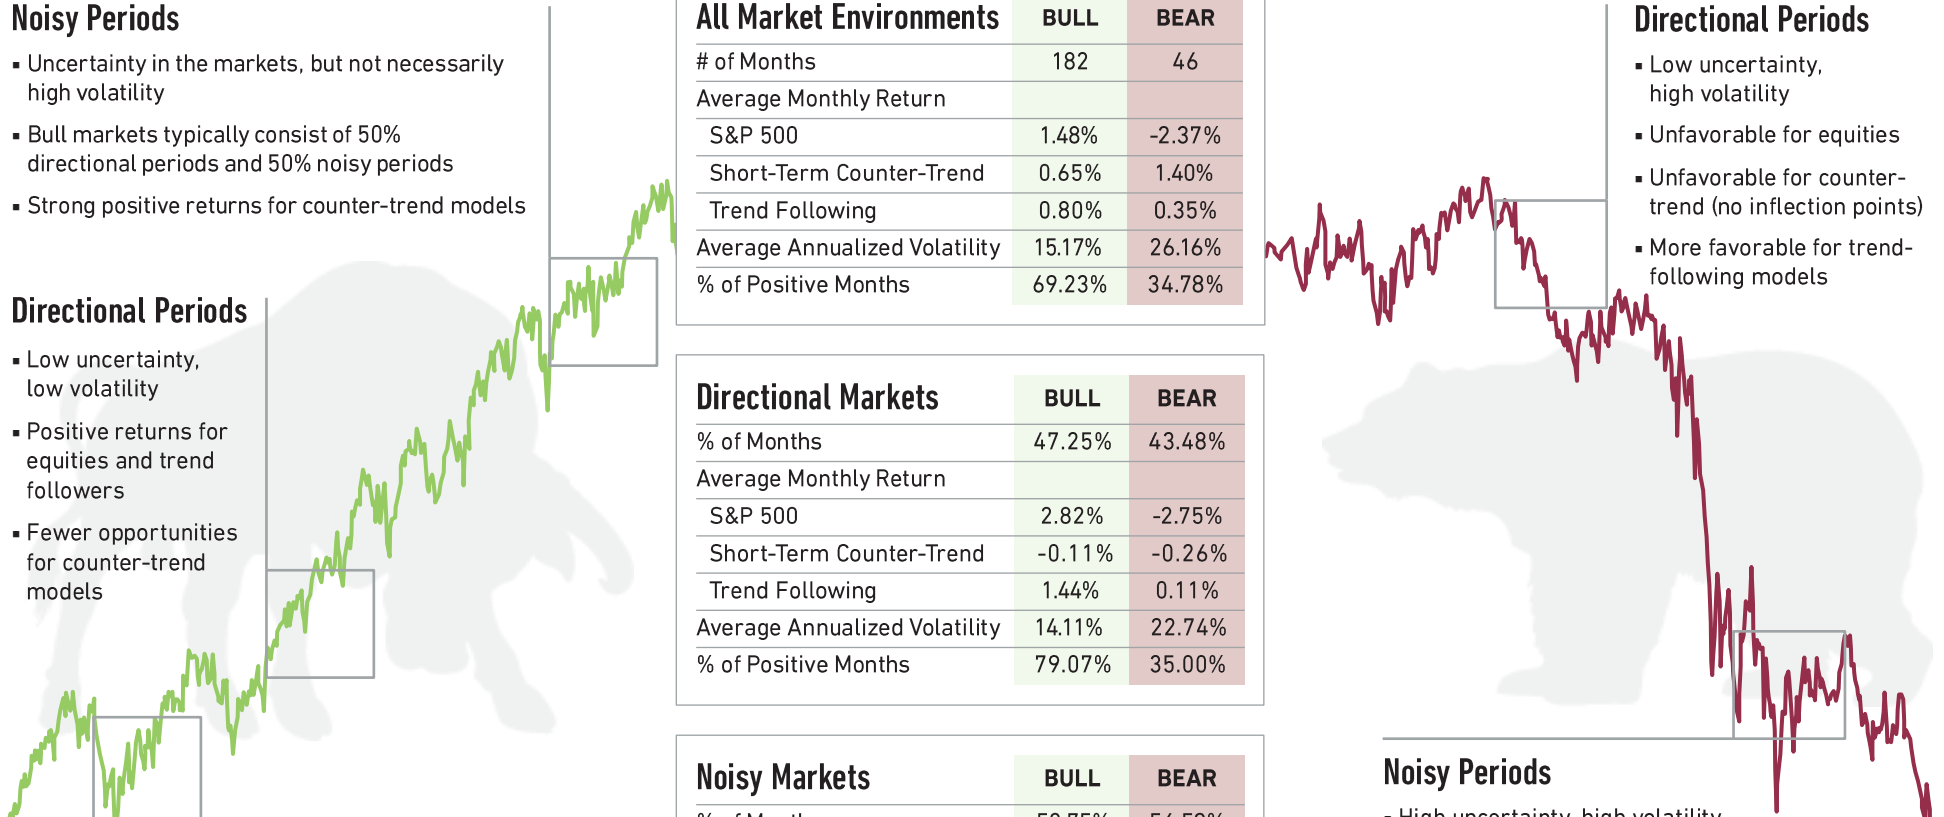 Noisy Periods
▪ Uncertainty in the markets, but not necessarily
high volatility
▪ Bull markets typically consist of 50%
directional periods and 50% noisy periods
▪ Strong positive returns for counter-trend models
Directional Periods
▪ Low uncertainty,
low volatility
▪ Positive returns for
equities and trend
followers
▪ Fewer opportunities
for counter-trend
models
All Market Environments BULL BEAR
# of Months 182 46
Average Monthly Return
S&P 500 1.48% -2.37%
Short-Term Counter-Trend 0.65% 1.40%
Trend Following 0.80% 0.35%
Average Annualized Volatility 15.17% 26.16%
% of Positive Months 69.23% 34.78%
Directional Markets BULL BEAR
% of Months 47.25% 43.48%
Average Monthly Return
S&P 500 2.82% -2.75%
Short-Term Counter-Trend -0.11% -0.26%
Trend Following 1.44% 0.11%
Average Annualized Volatility 14.11% 22.74%
% of Positive Months 79.07% 35.00%
Noisy Markets BULL BEAR
% of Months
Directional Periods
▪ Low uncertainty,
high volatility
▪ Unfavorable for equities
▪ Unfavorable for counter-
trend (no inflection points)
▪ More favorable for trend-
following models
Noisy Periods
▪ High uncertainty, high volatility